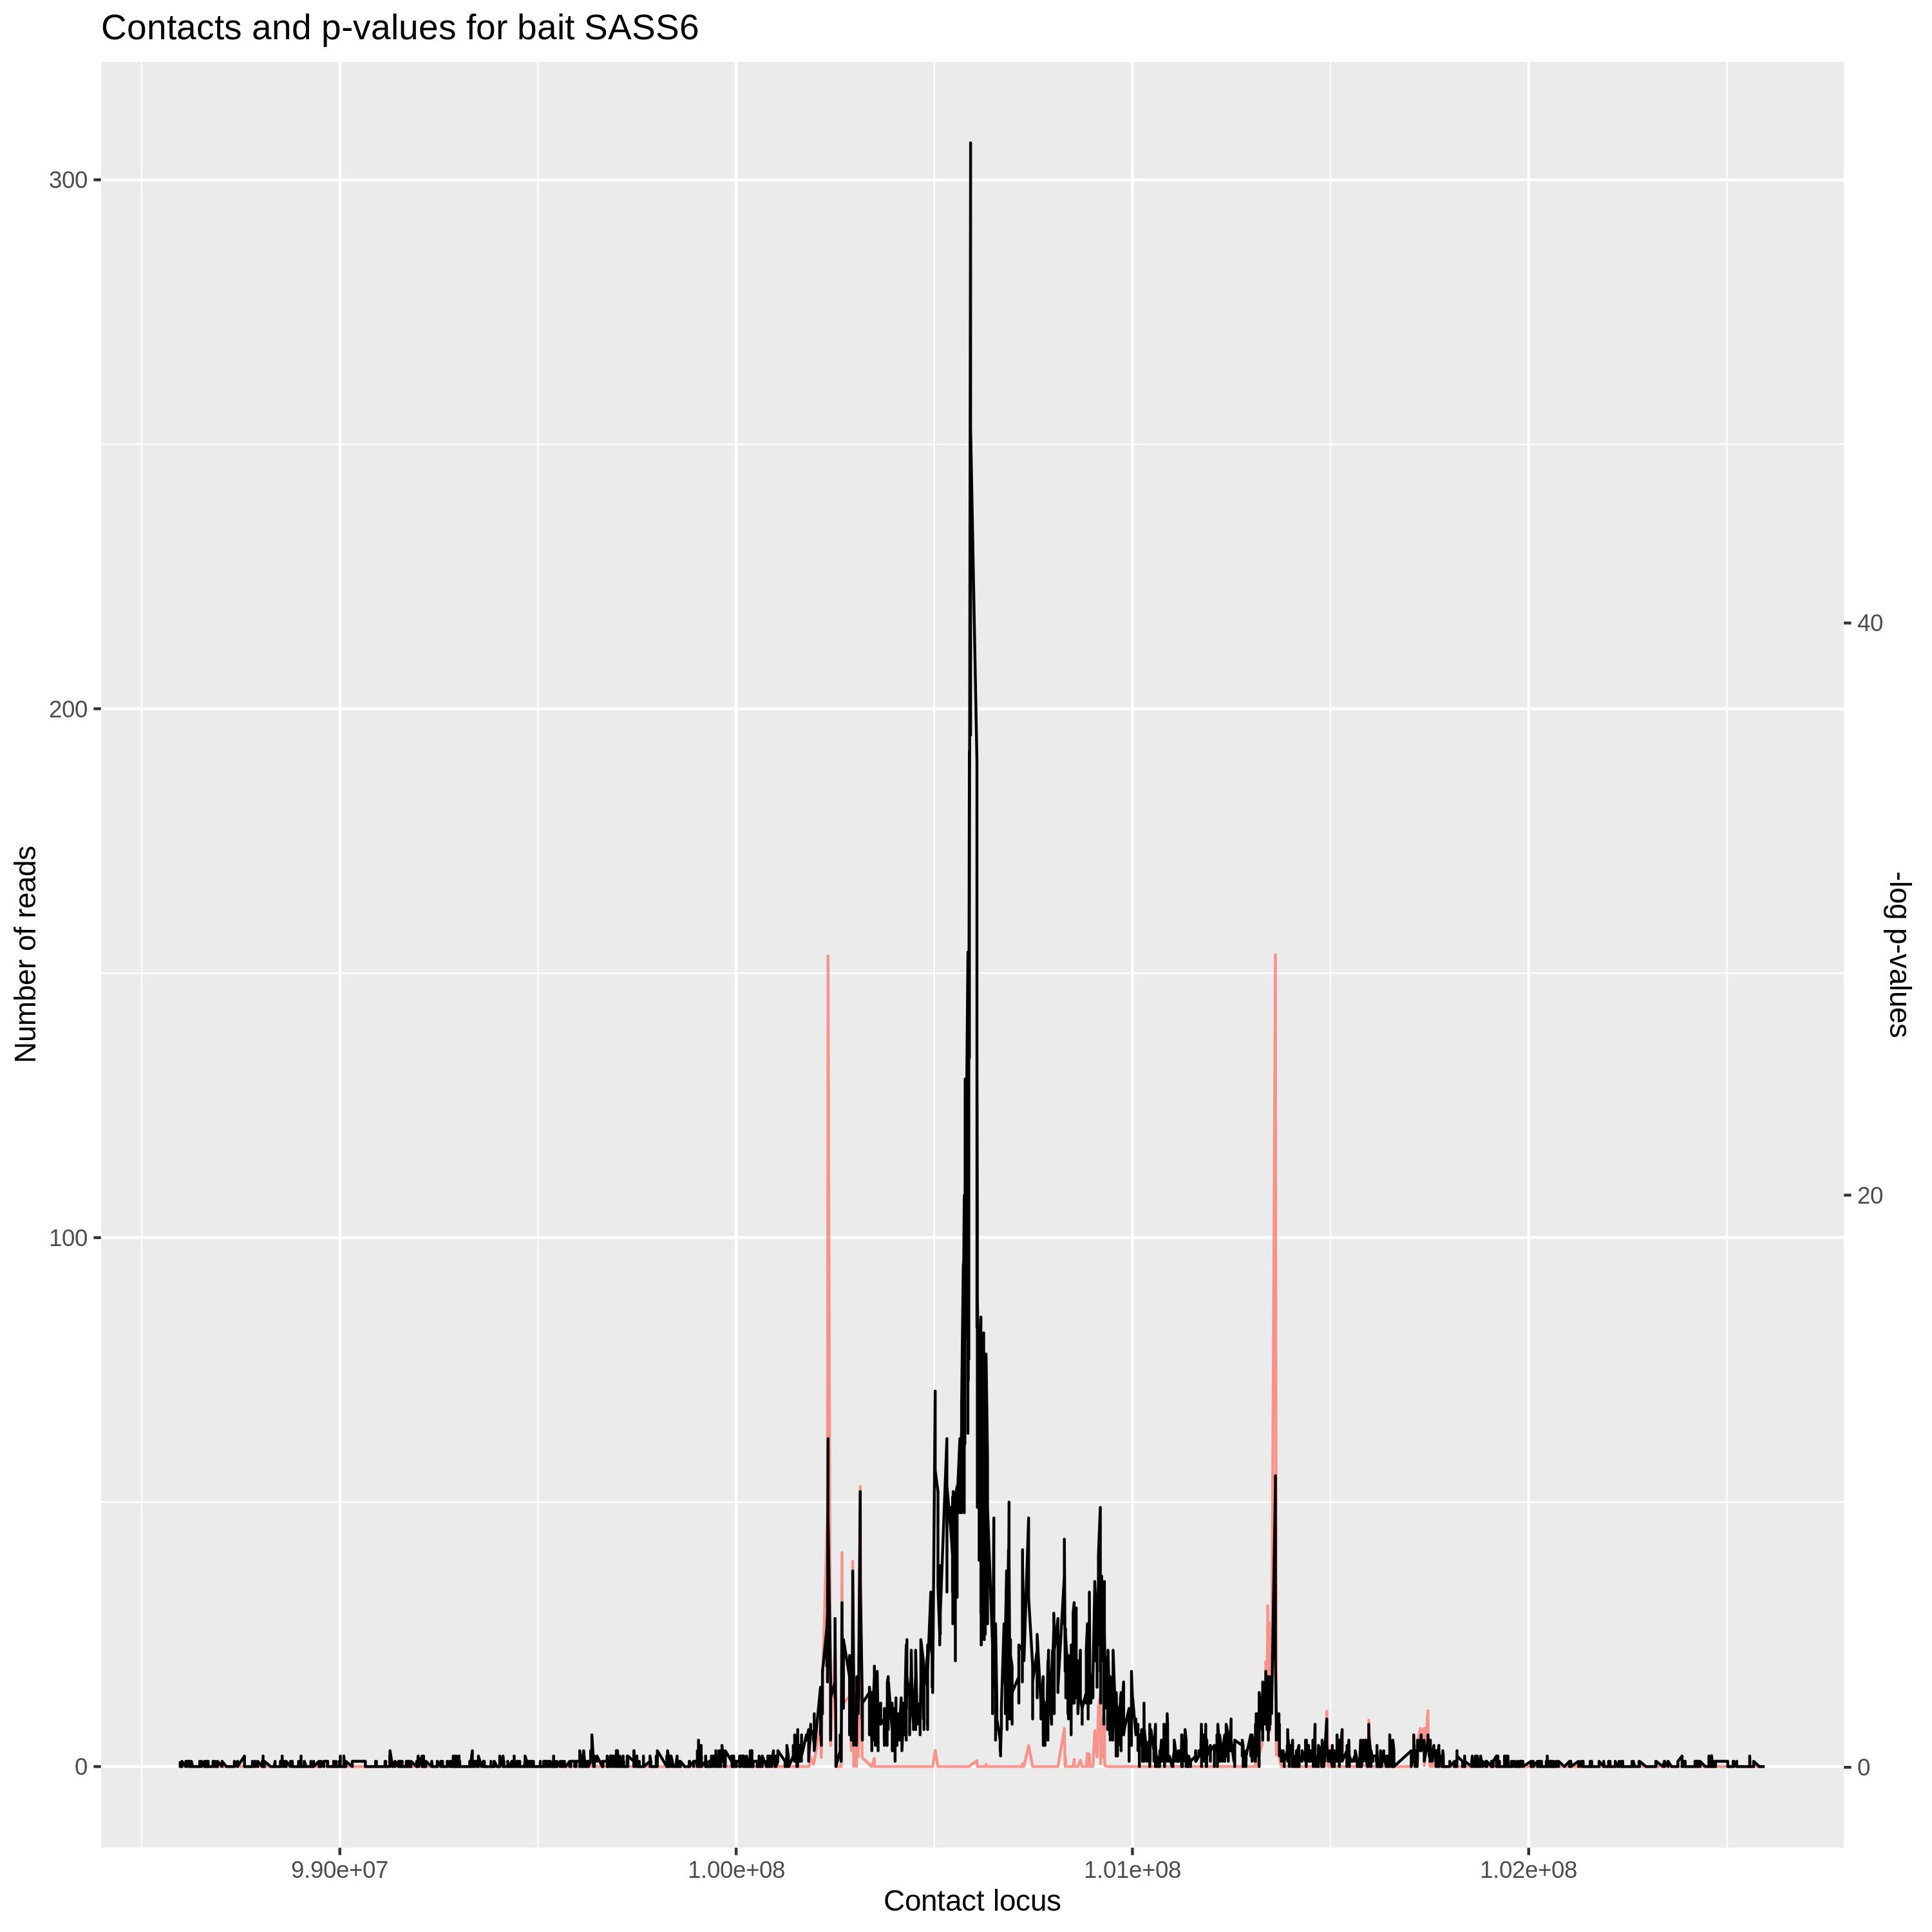 Contacts and p-values for bait SASS6
300
200
100
0
Number of reads
40
20
0
-log p-values
9.90e+07
1.00e+08
1.01e+08
1.02e+08
Contact locus